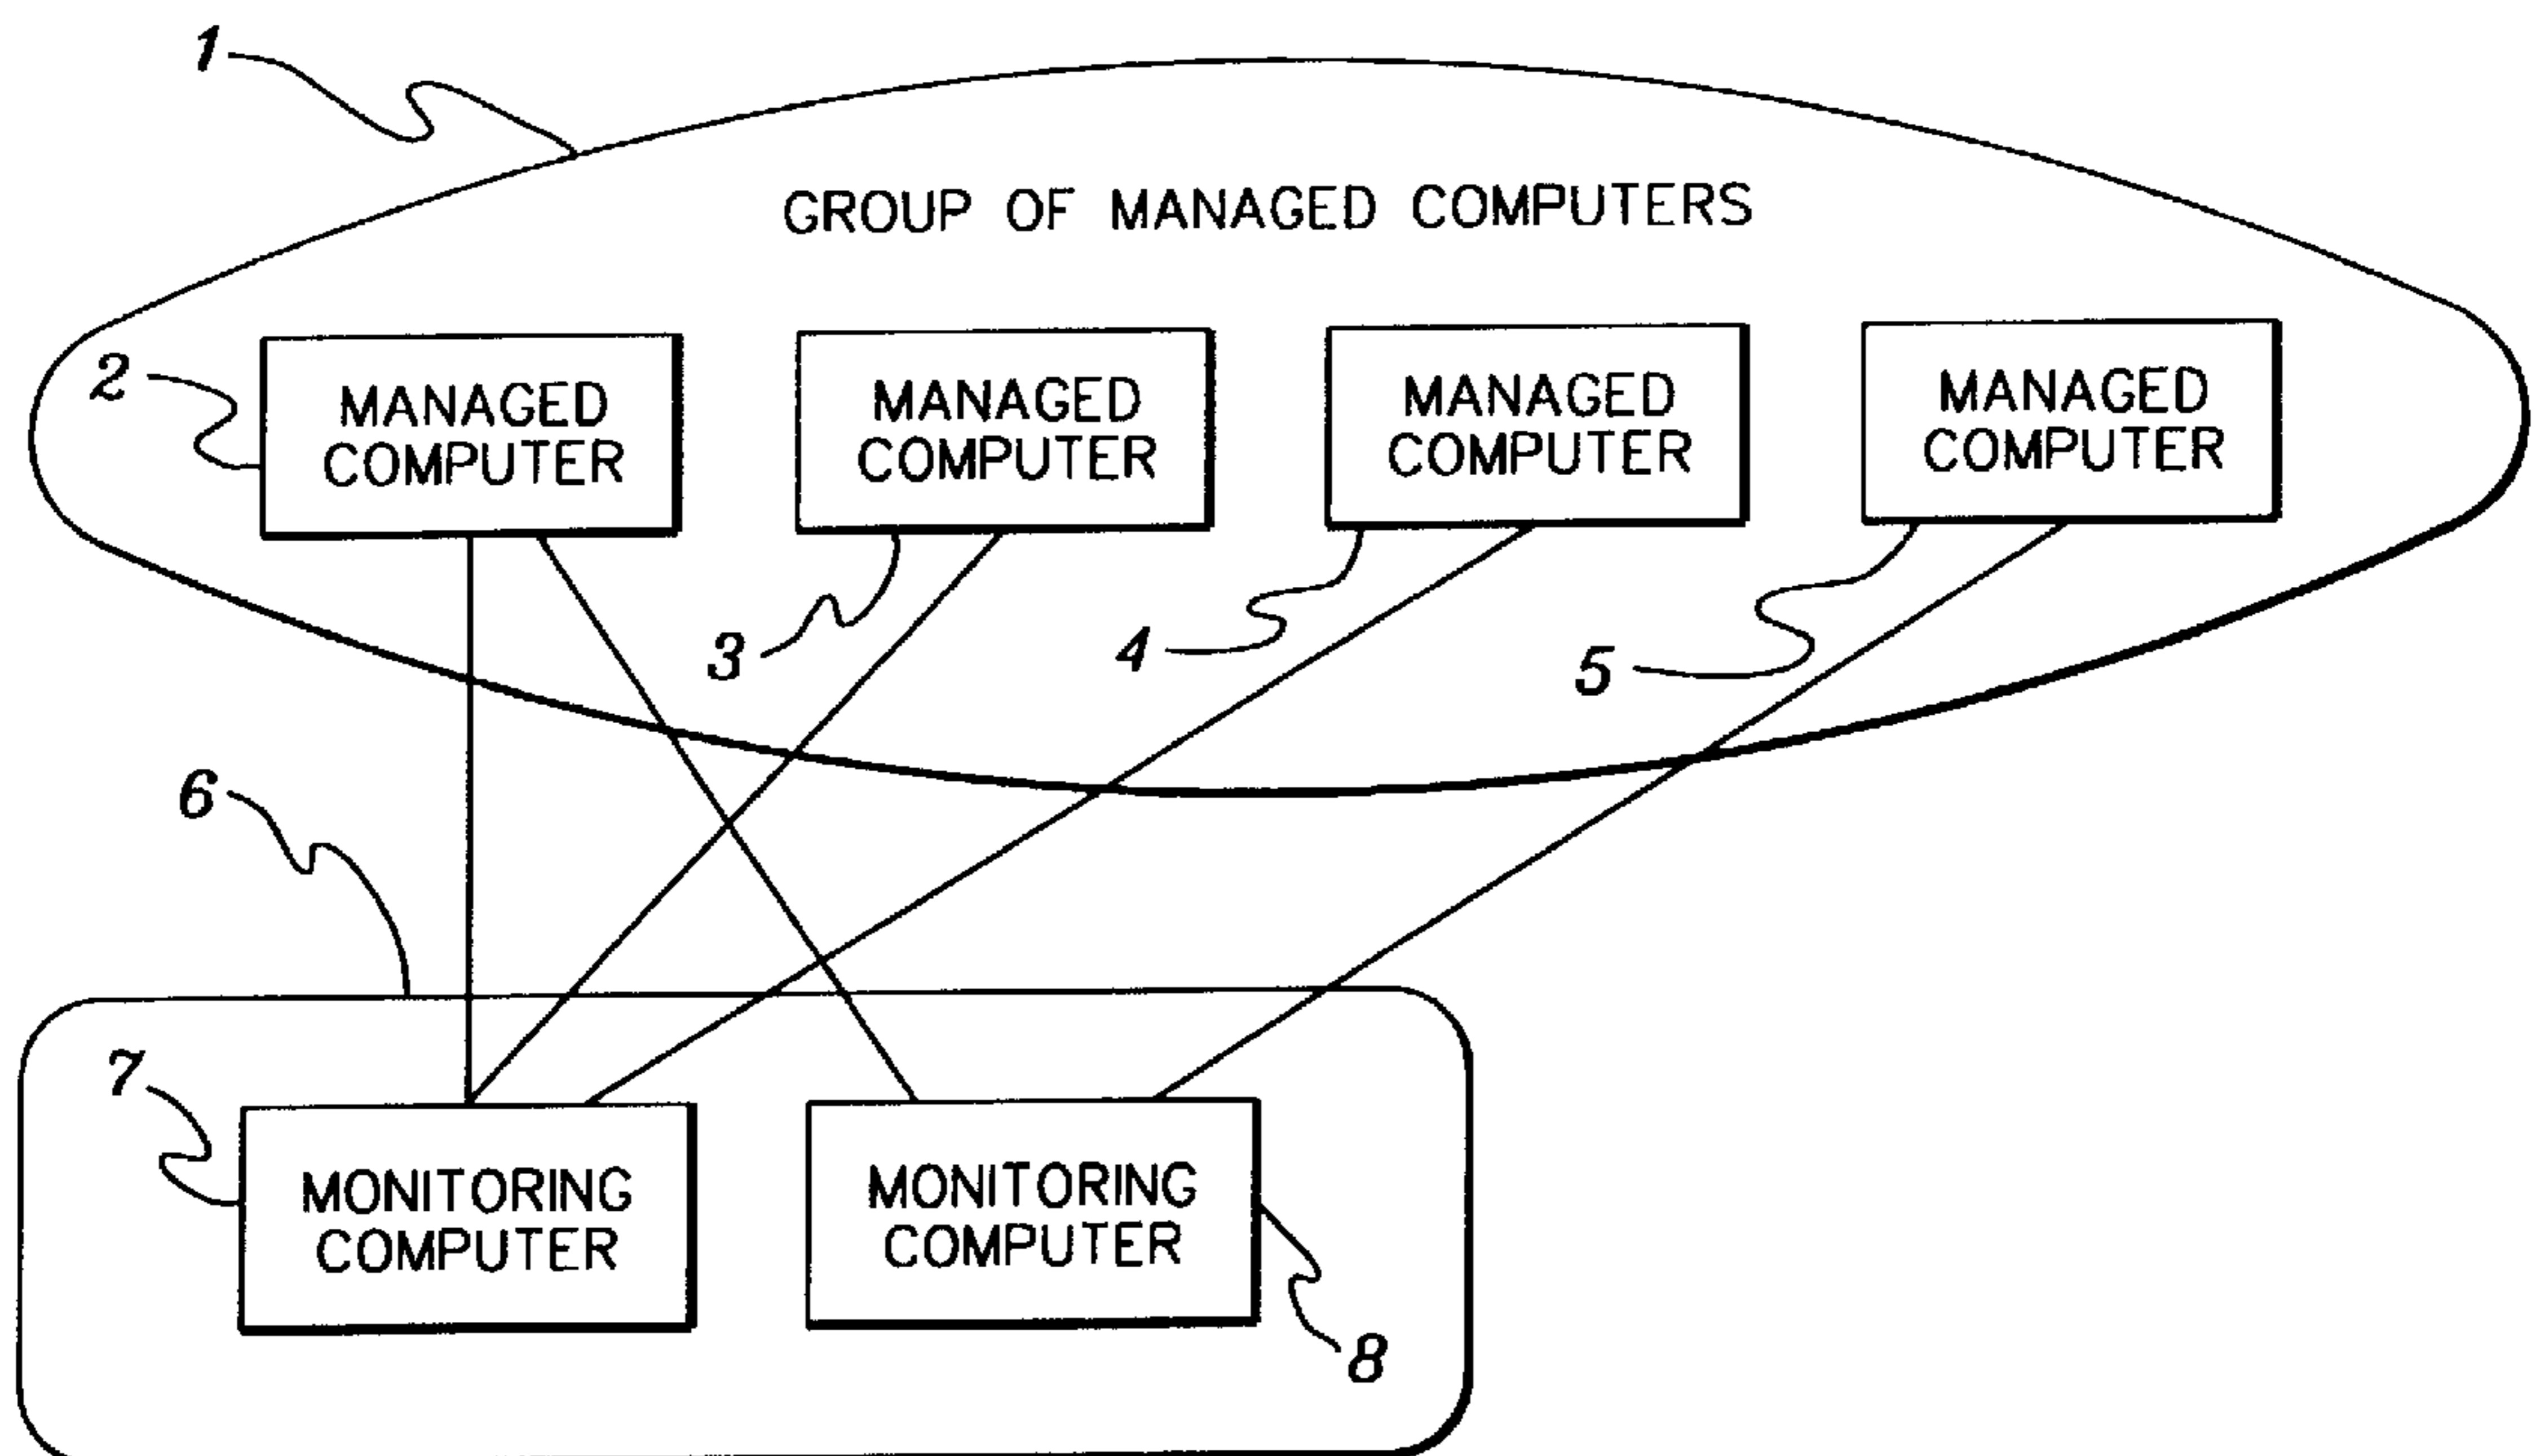 1
GROUP OF MANAGED COMPUTERS
2
MANAGED
COMPUTER
MANAGED
COMPUTER
MANAGED
COMPUTER
MANAGED
COMPUTER
3
4
5
6
7
MONITORING
COMPUTER
MONITORING
COMPUTER
8